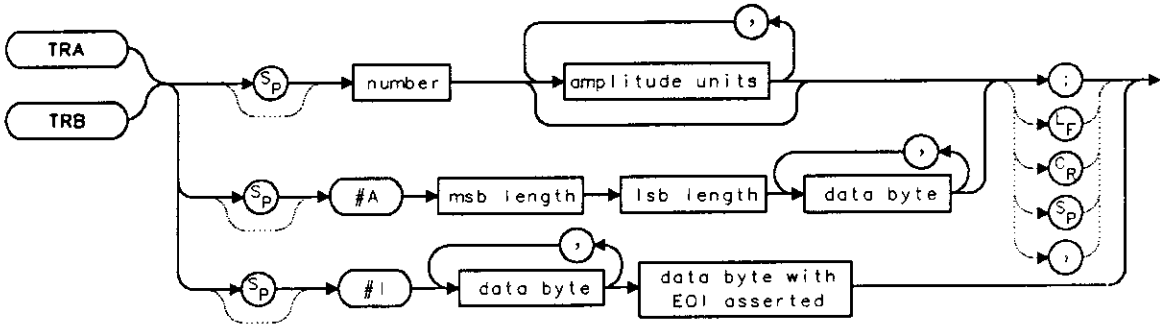 TRA
TRB
SP
number
,
amplitude units
;
LF
CR
SP
,
SP
#A
msb length
lsb length
,
data byte
SP
#I
,
data byte
data byte with
EOI asserted